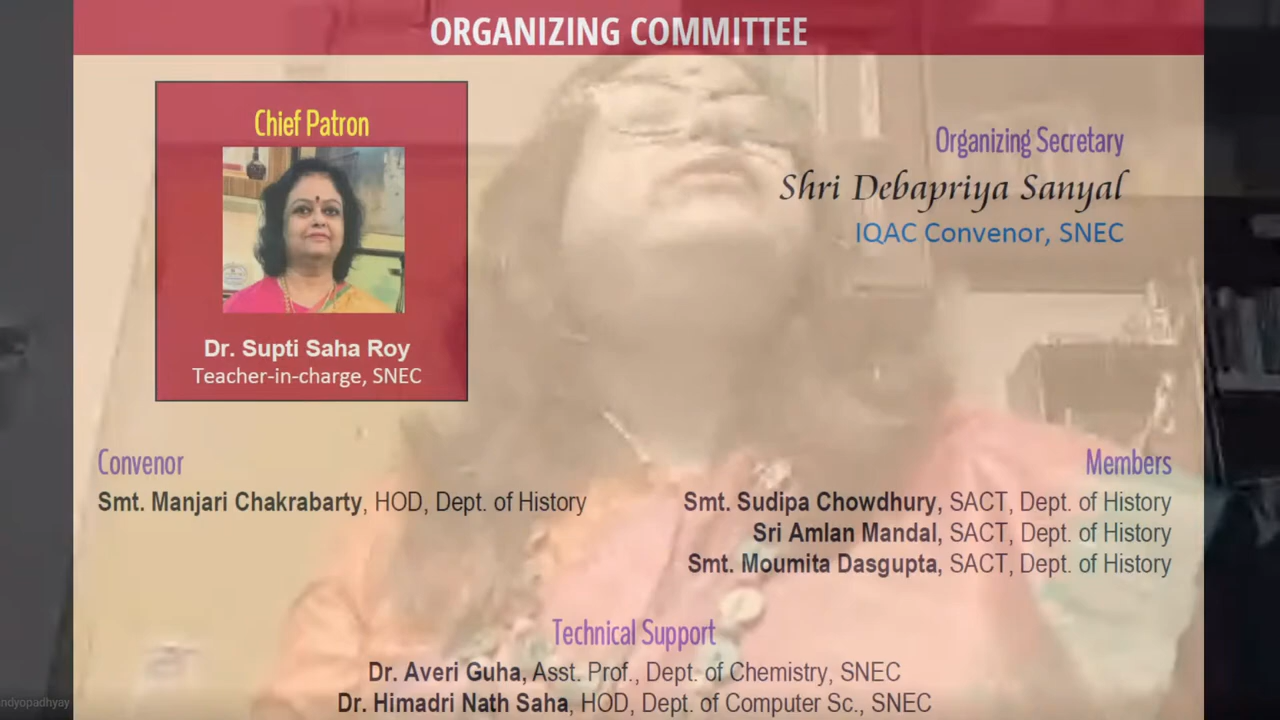 ORGANIZING COMMITTEE
Chief Patron
Dr. Supti Saha Roy
Teacher-in-charge, SNEC
Organizing Secretary
Shri Debapriya Sanyal
IQAC Convenor, SNEC
Convenor
Smt. Manjari Chakrabarty, HOD, Dept. of History
Members
Smt. Sudipa Chowdhury, SACT, Dept. of History
Sri Amlan Mandal, SACT, Dept. of History
Smt. Moumita Dasgupta, SACT, Dept. of History
Technical Support
Dr. Averi Guha, Asst. Prof., Dept. of Chemistry, SNEC
Dr. Himadri Nath Saha, HOD, Dept. of Computer Sc., SNEC
ndyopadhyay